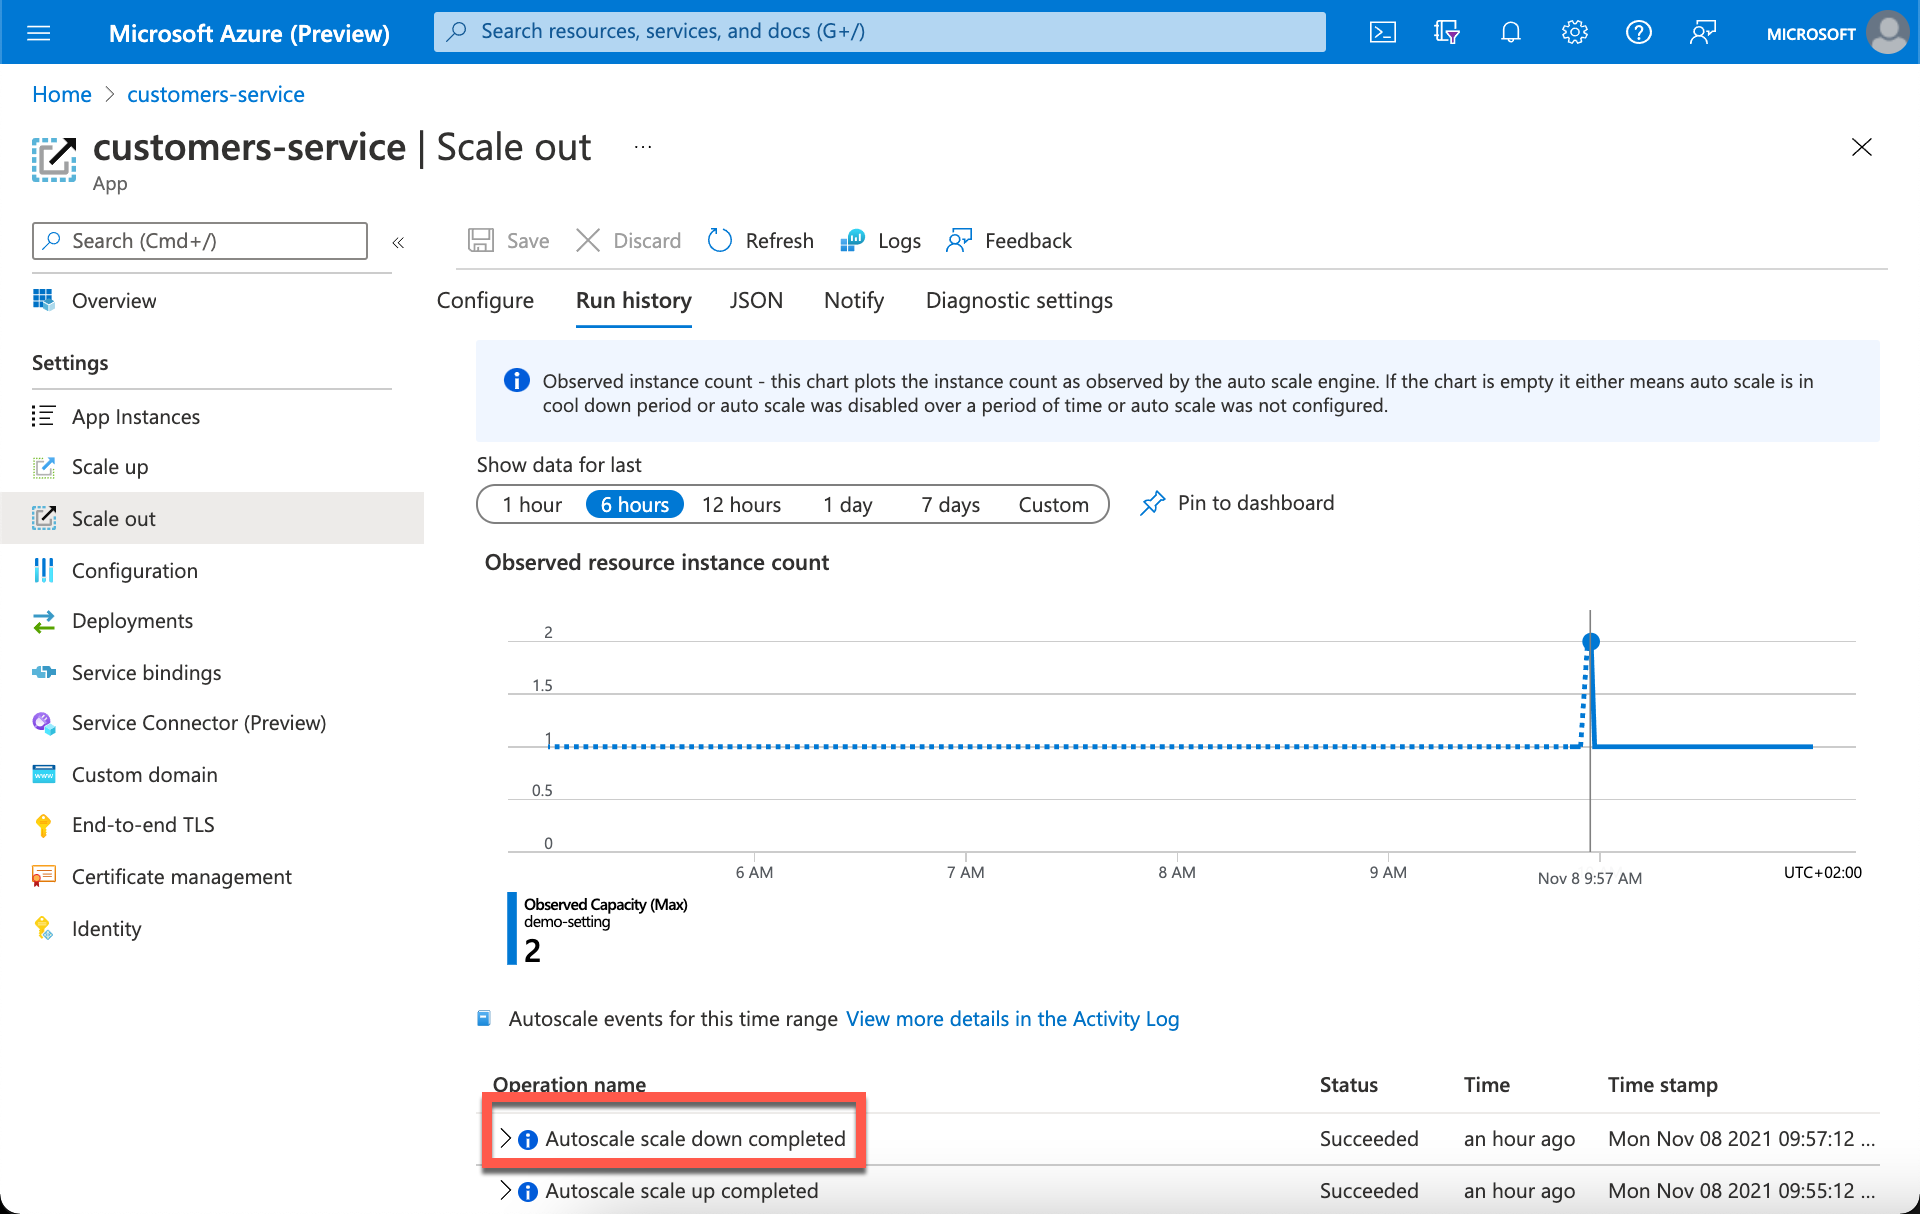 Microsoft Azure (Preview)
Search resources, services, and docs (G+/)
MICROSOFT
Home > customers-service
customers-service | Scale out ...
App
Search (Cmd+/)
«
Save
Discard
Refresh
Logs
Feedback
Overview
Settings
App Instances
Scale up
Scale out
Configuration
Deployments
Service bindings
Service Connector (Preview)
Custom domain
End-to-end TLS
Certificate management
Identity
Configure
Run history
JSON
Notify
Diagnostic settings
Observed instance count - this chart plots the instance count as observed by the auto scale engine. If the chart is empty it either means auto scale is in
cool down period or auto scale was disabled over a period of time or auto scale was not configured.
Show data for last
1 hour
6 hours
12 hours
1 day
7 days
Custom
Pin to dashboard
Observed resource instance count
2
1.5
1
0.5
0
6 AM
7 AM
8 AM
9 AM
Nov 8 9:57 AM
UTC+02:00
Observed Capacity (Max)
demo-setting
2
Autoscale events for this time range View more details in the Activity Log
Operation name Status Time Time stamp
Autoscale scale down completed Succeeded an hour ago Mon Nov 08 2021 09:57:12 ...
Autoscale scale up completed Succeeded an hour ago Mon Nov 08 2021 09:55:12 ...